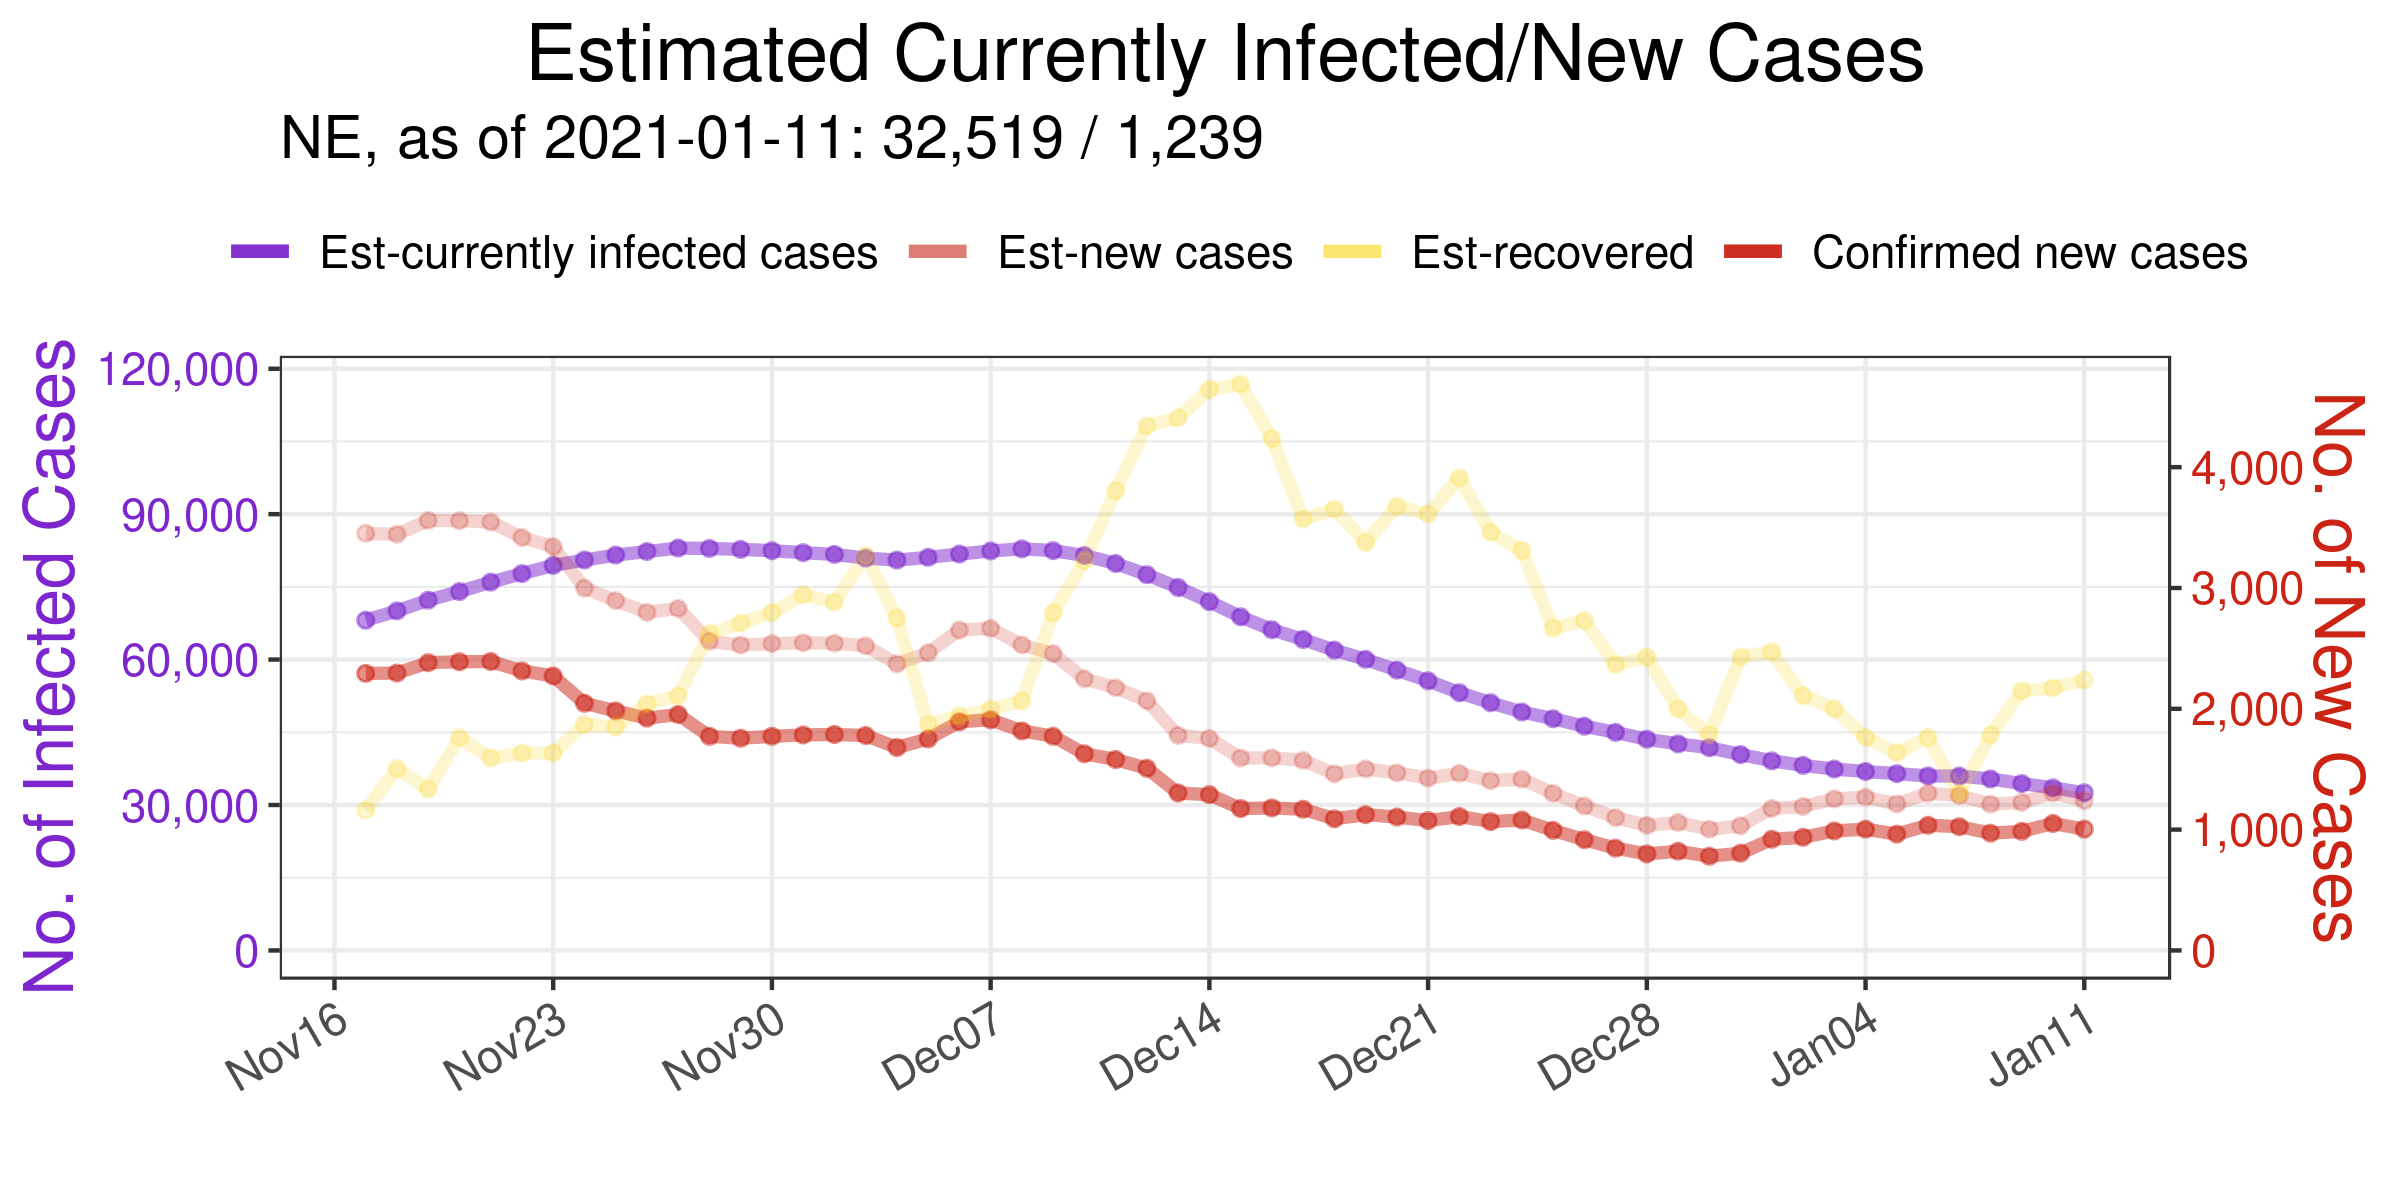 Estimated Currently Infected/New Cases
NE, as of 2021-01-11: 32,519 / 1,239
Est-currently infected cases Est-new cases Est-recovered Confirmed new cases
No. of Infected Cases
120,000
90,000
60,000
30,000
0
4,000
3,000
2,000
1,000
0
No. of New Cases
Nov16 Nov23 Nov30 Dec07 Dec14 Dec21 Dec28 Jan04 Jan11